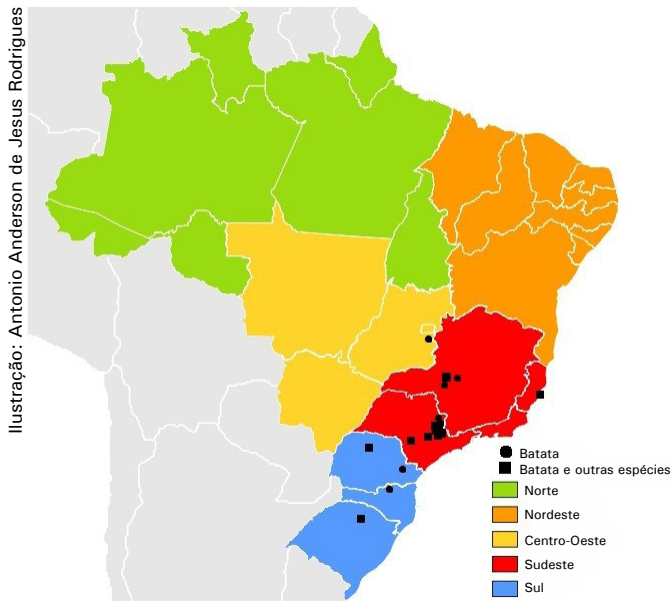 Ilustração: Antonio Anderson de Jesus Rodrigues
Batata
Batata e outras espécies
Norte
Nordeste
Centro-Oeste
Sudeste
Sul